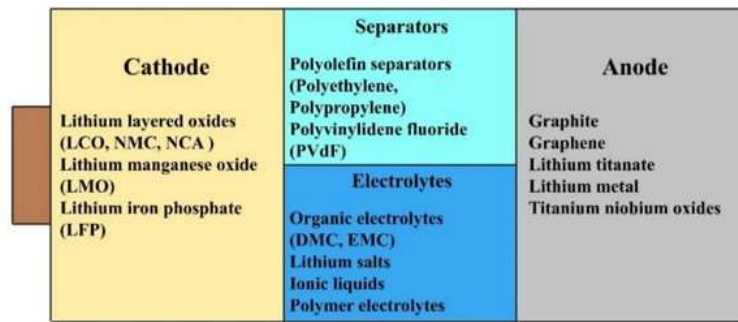 Cathode
Lithium layered oxides
(LCO, NMC, NCA )
Lithium manganese oxide
(LMO)
Lithium iron phosphate
(LFP)
Separators
Polyolefin separators
(Polyethylene,
Polypropylene)
Polyvinylidene fluoride
(PVdF)
Electrolytes
Organic electrolytes
(DMC, EMC)
Lithium salts
Ionic liquids
Polymer electrolytes
Anode
Graphite
Graphene
Lithium titanate
Lithium metal
Titanium niobium oxides